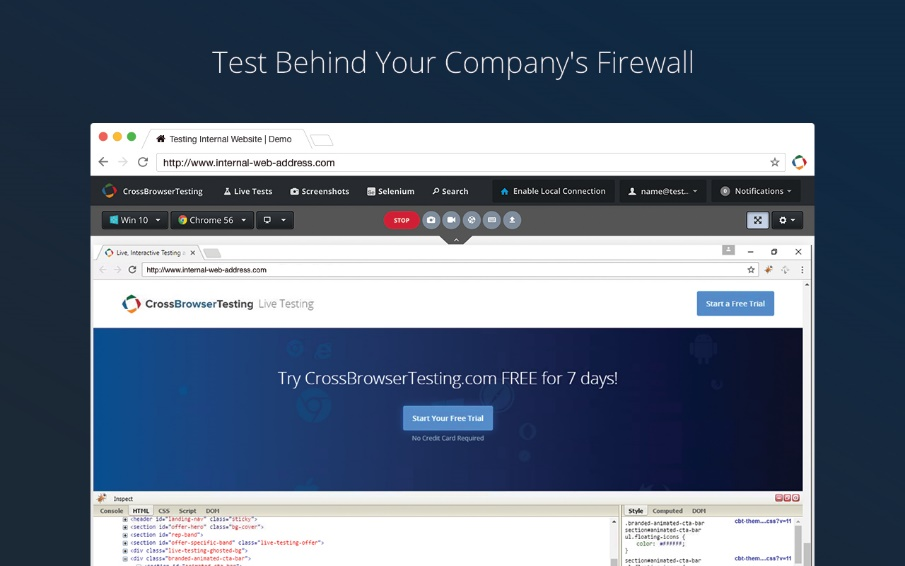 Test Behind Your Company's Firewall
Testing Internal Website | Demo
http://www.internal-web-address.com
CrossBrowserTesting Live Tests Screenshots Selenium Search Enable Local Connection name@test.. Notifications
Win 10 Chrome 56 STOP
Live, Interactive Testing :
http://www.internal-web-address.com
CrossBrowserTesting Live Testing Start a Free Trial
Try CrossBrowserTesting.com FREE for 7 days!
Start Your Free Trial
No Credit Card Required
Inspect
Console HTML CSS Script DOM Style Computed DOM
<header id="landing-nav" class="sticky">
<section id="offer-hero" class="bg-cover">
<section id="rep-band">
<section id="offer-specific-band" class="live-testing-offer">
<div class="live-testing-ghosted-bg">
<div class="branded-animated-cta-bar">
.branded-animated-cta-bar cbt-them....css?v=11
section#animated-cta-bar
ul.floating-icons {
color: #ffffff;
}
.branded-animated-cta-bar cbt-them....css?v=11
section#animated-cta-bar